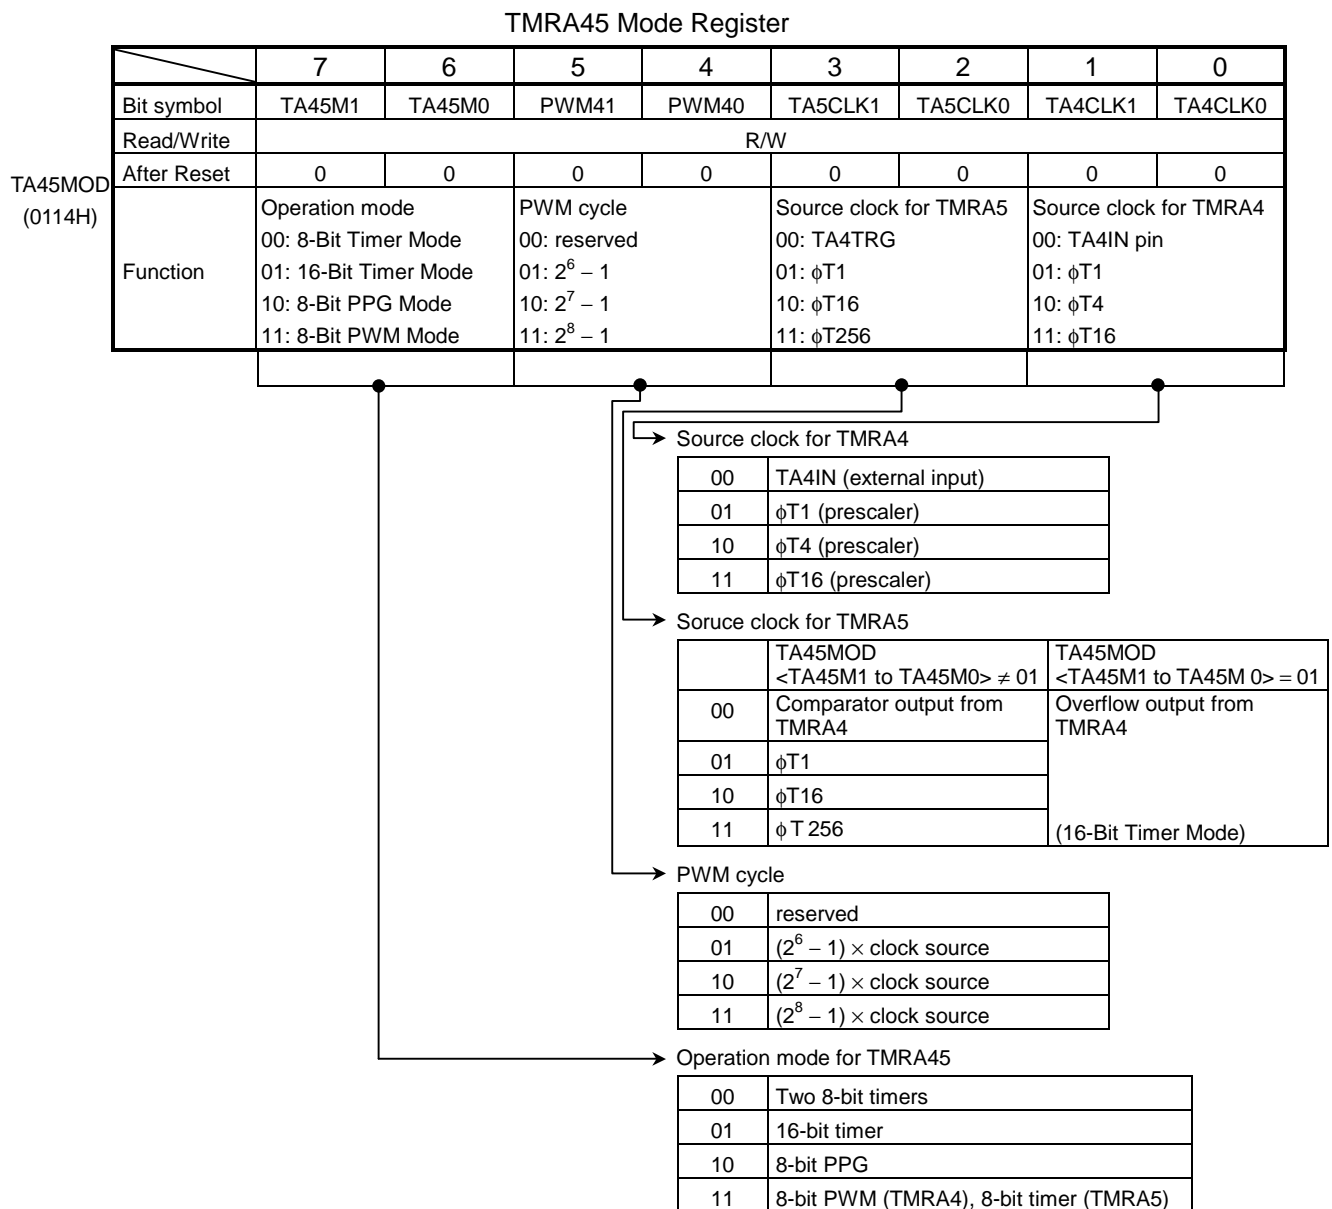 TMRA45 Mode Register
7 6 5 4 3 2 1 0
Bit symbol TA45M1 TA45M0 PWM41 PWM40 TA5CLK1 TA5CLK0 TA4CLK1 TA4CLK0
Read/Write R/W
TA45MOD
(0114H)
After Reset 0 0 0 0 0 0 0 0
Function
Operation mode
00: 8-Bit Timer Mode
01: 16-Bit Timer Mode
10: 8-Bit PPG Mode
11: 8-Bit PWM Mode
PWM cycle
00: reserved
01: 2^6 − 1
10: 2^7 − 1
11: 2^8 − 1
Source clock for TMRA5
00: TA4TRG
01: ϕT1
10: ϕT16
11: ϕT256
Source clock for TMRA4
00: TA4IN pin
01: ϕT1
10: ϕT4
11: ϕT16
Source clock for TMRA4
00 TA4IN (external input)
01 ϕT1 (prescaler)
10 ϕT4 (prescaler)
11 ϕT16 (prescaler)
Soruce clock for TMRA5
TA45MOD
<TA45M1 to TA45M0> ≠ 01
TA45MOD
<TA45M1 to TA45M 0> = 01
00 Comparator output from
TMRA4
Overflow output from
TMRA4
01 ϕT1
10 ϕT16
11 ϕ T 256
(16-Bit Timer Mode)
PWM cycle
00 reserved
01 (2^6 − 1) × clock source
10 (2^7 − 1) × clock source
11 (2^8 − 1) × clock source
Operation mode for TMRA45
00 Two 8-bit timers
01 16-bit timer
10 8-bit PPG
11 8-bit PWM (TMRA4), 8-bit timer (TMRA5)